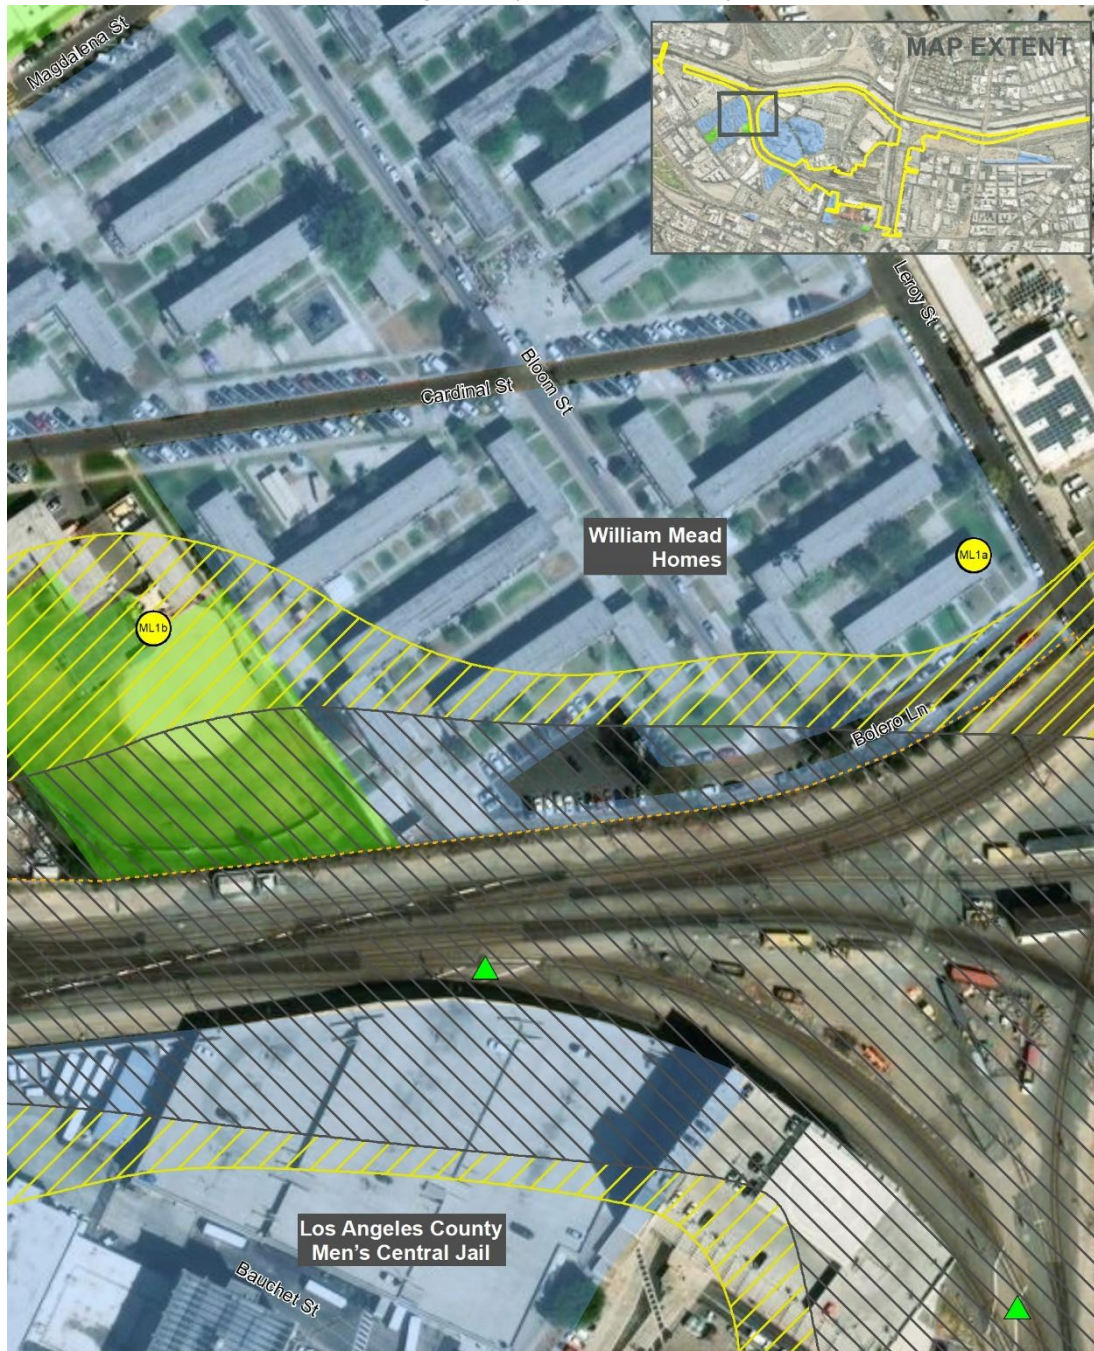 Magdalena St
MAP EXTENT
Leroy St
Bloom St
Cardinal St
William Mead
Homes
ML1a
ML1b
Bolero Ln
Los Angeles County
Men's Central Jail
Bauchet St